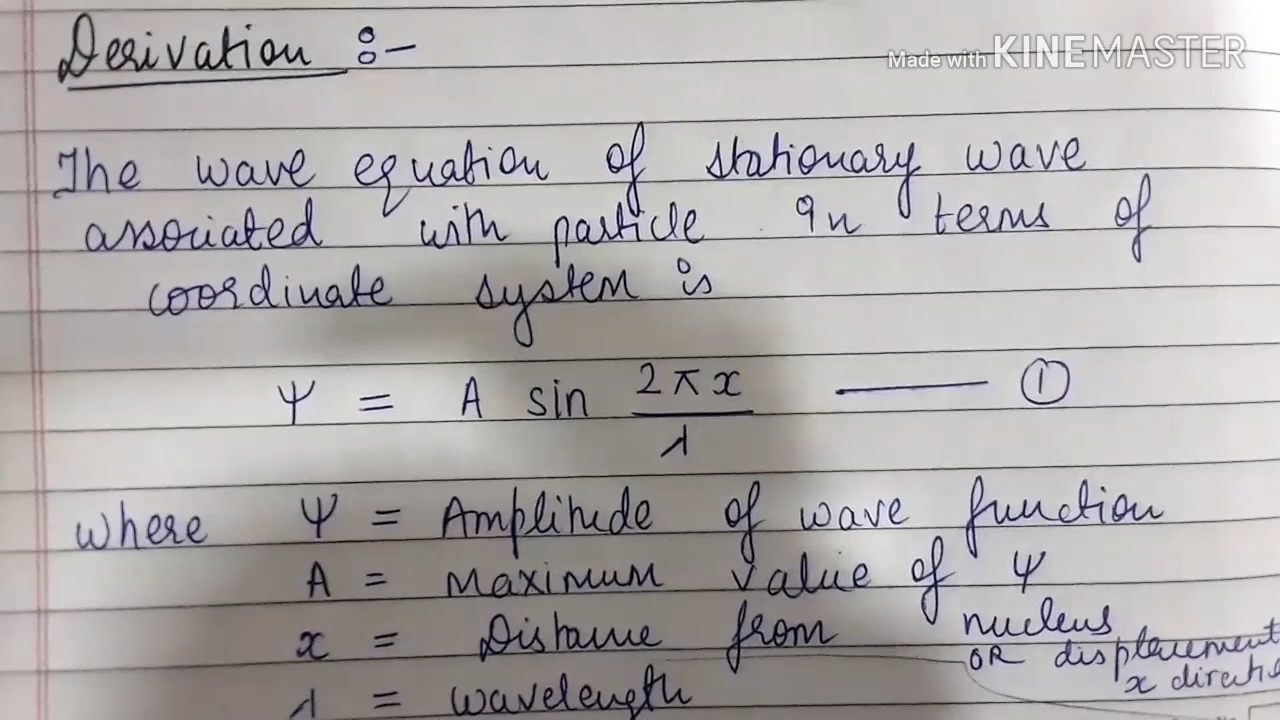 Derivation :-
Made with KINEMASTER
The wave equation of stationary wave
associated with particle In terms of
coordinate system is
Ψ = A sin 2πx/λ —— ①
where Ψ = Amplitude of wave function
A = Maximum value of Ψ
x = Distance from nucleus
OR displacement
x direction
λ = wavelength